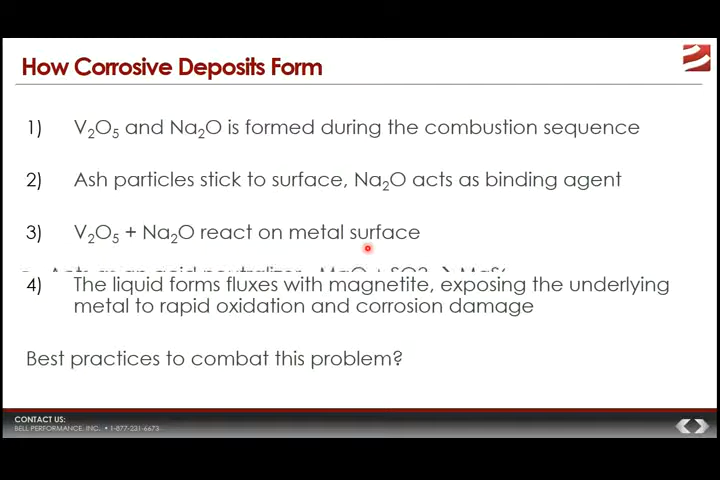 How Corrosive Deposits Form
1) V₂O₅ and Na₂O is formed during the combustion sequence
2) Ash particles stick to surface, Na₂O acts as binding agent
3) V₂O₅ + Na₂O react on metal surface
4) The liquid forms fluxes with magnetite, exposing the underlying
metal to rapid oxidation and corrosion damage
Best practices to combat this problem?
CONTACT US:
BELL PERFORMANCE, INC. • 1-877-231-6673